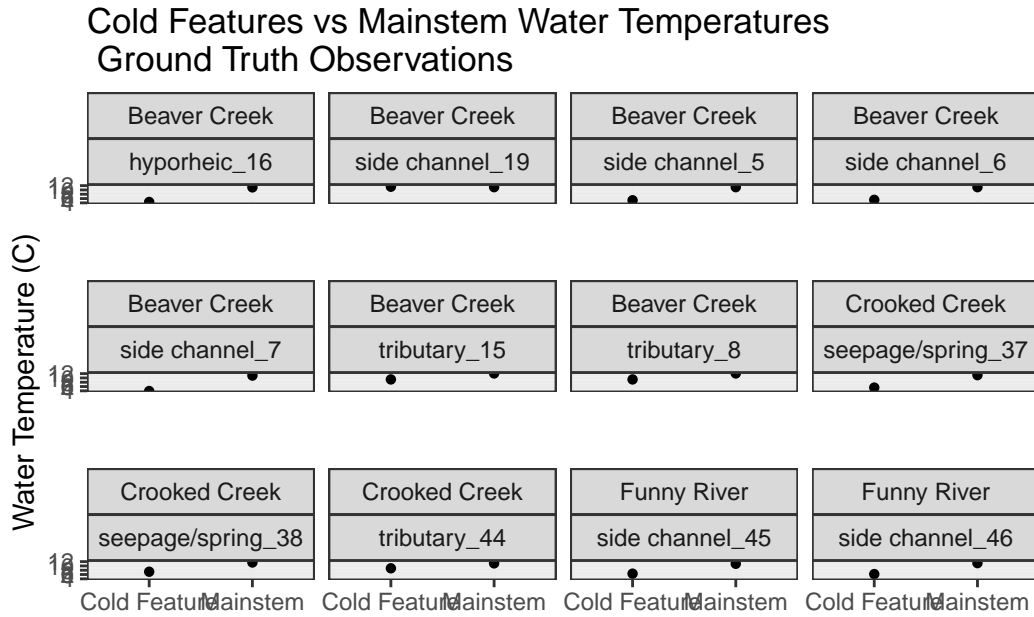 Cold Features vs Mainstem Water Temperatures
Ground Truth Observations
Beaver Creek Beaver Creek Beaver Creek Beaver Creek
hyporheic_16 side channel_19 side channel_5 side channel_6
Water Temperature (C)
Beaver Creek Beaver Creek Beaver Creek Crooked Creek
side channel_7 tributary_15 tributary_8 seepage/spring_37
Crooked Creek Crooked Creek Funny River Funny River
seepage/spring_38 tributary_44 side channel_45 side channel_46
Cold Feature Mainstem Cold Feature Mainstem Cold Feature Mainstem Cold Feature Mainstem